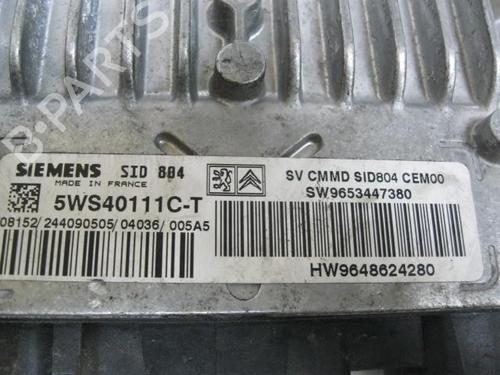 SIEMENS SID 804
MADE IN FRANCE
5WS40111C-T
08152/244090505/04036/005A5
SV CMMD SID804 CEM00
SW9653447380
HW9648624280
B-PARTS